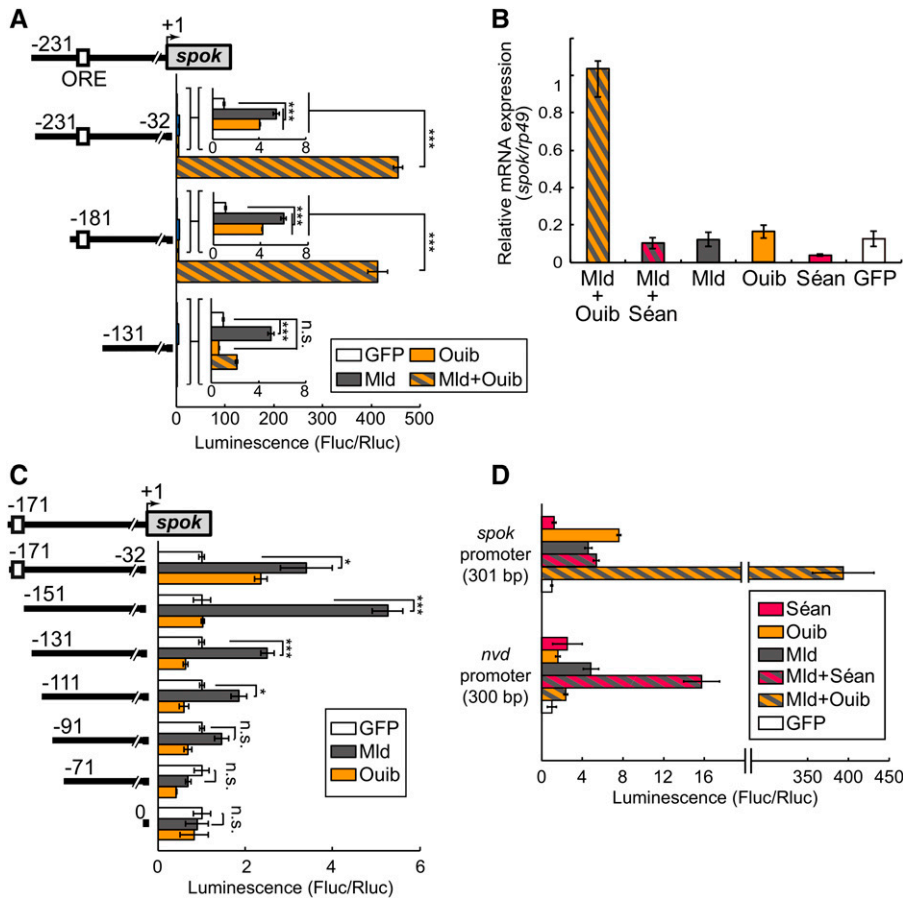 A
-231
+1
spok
ORE
-231
-32
***
***
0 4 8
-181
***
***
0 4 8
-131
n.s.
***
0 4 8
GFP
Ouib
Mld
Mld+Ouib
0 100 200 300 400 500
Luminescence (Fluc/Rluc)
B
Relative mRNA expression
(spok/rp49)
1
0.8
0.6
0.4
0.2
0
Mld
+
Ouib
Mld
+
Séan
Mld
Ouib
Séan
GFP
C
-171
+1
spok
-171
-32
*
-151
***
-131
***
-111
*
-91
n.s.
-71
n.s.
0
n.s.
GFP
Mld
Ouib
0 2 4 6
Luminescence (Fluc/Rluc)
D
spok
promoter
(301 bp)
nvd
promoter
(300 bp)
Séan
Ouib
Mld
Mld+Séan
Mld+Ouib
GFP
0 4 8 12 16 300 350 400 450
Luminescence (Fluc/Rluc)